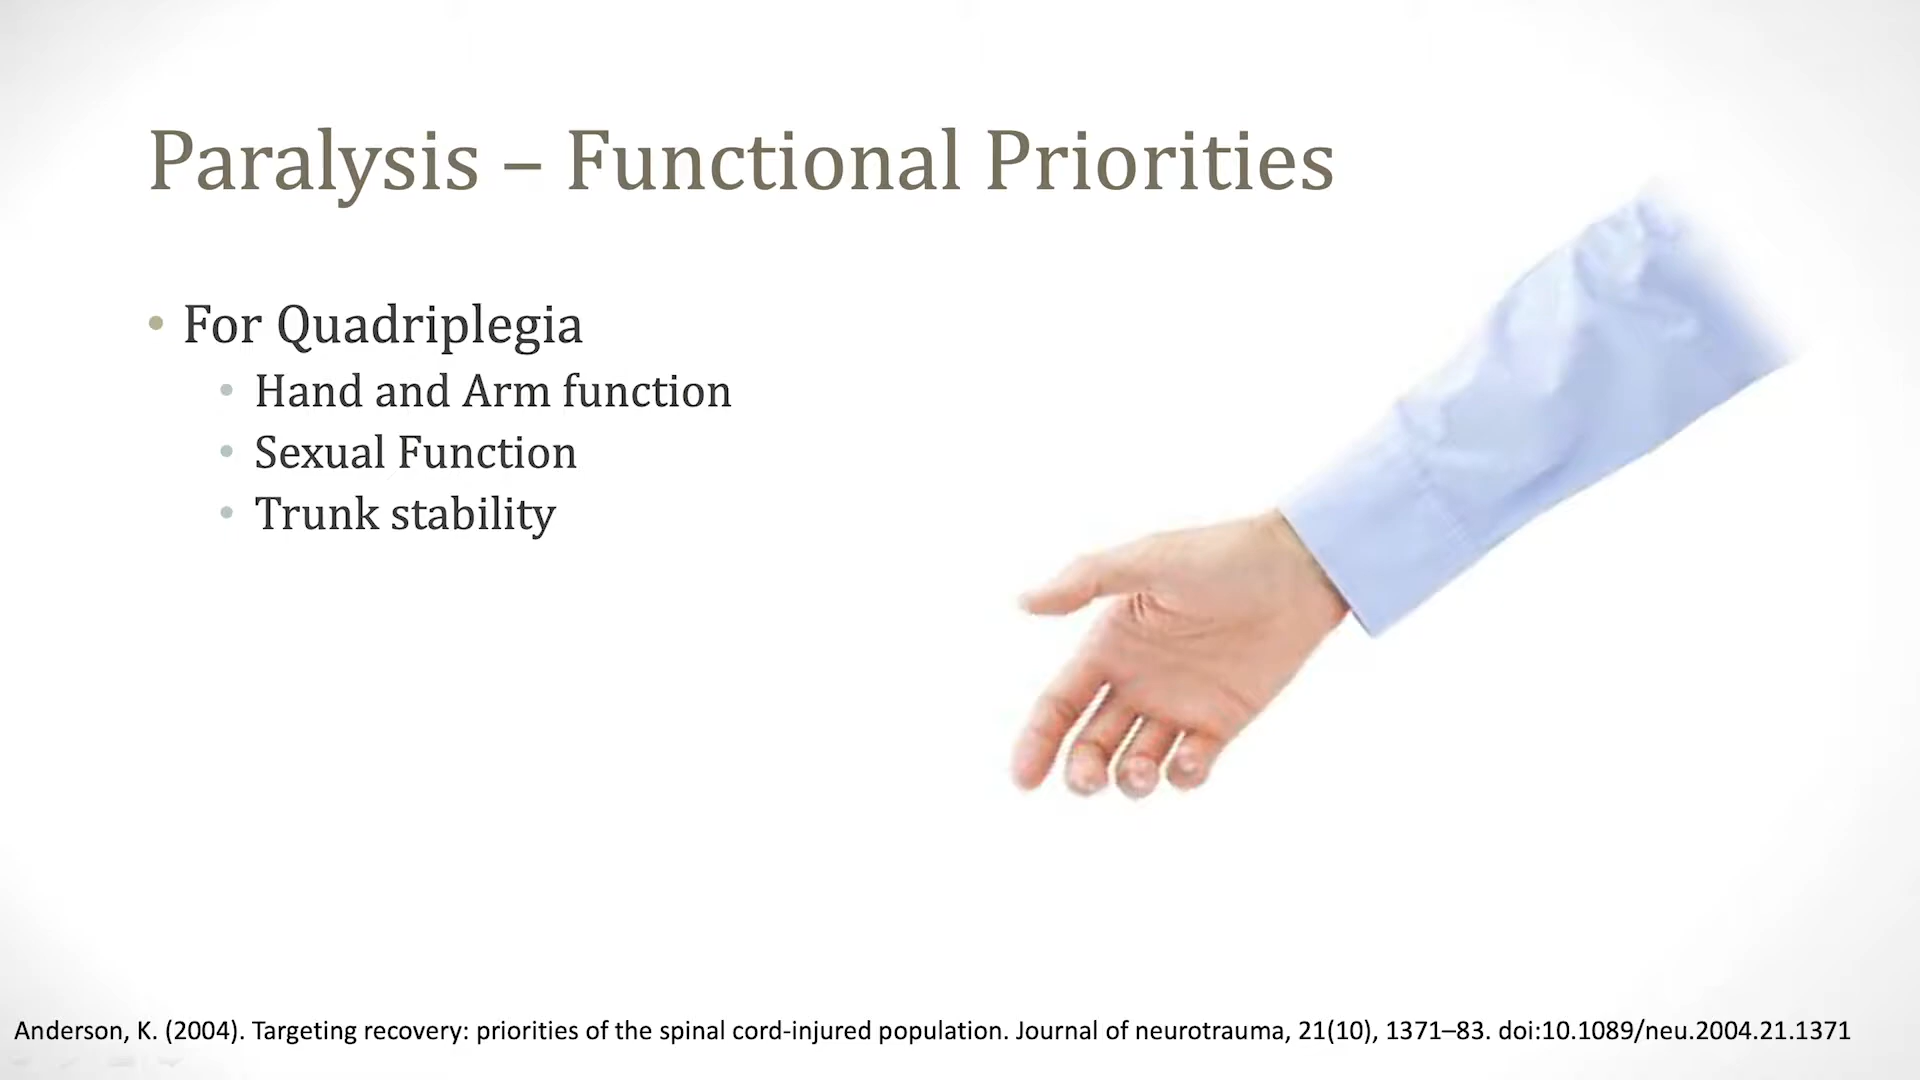 Paralysis – Functional Priorities
• For Quadriplegia
• Hand and Arm function
• Sexual Function
• Trunk stability
Anderson, K. (2004). Targeting recovery: priorities of the spinal cord-injured population. Journal of neurotrauma, 21(10), 1371–83. doi:10.1089/neu.2004.21.1371